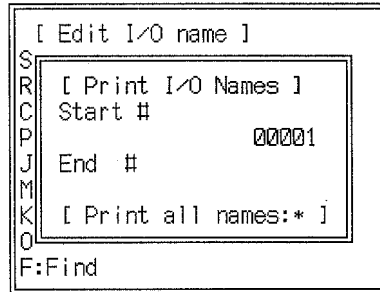 [ Edit I/O name ]
S
R
C
P
J
M
K
O
[ Print I/O Names ]
Start #
00001
End #
[ Print all names:* ]
F:Find